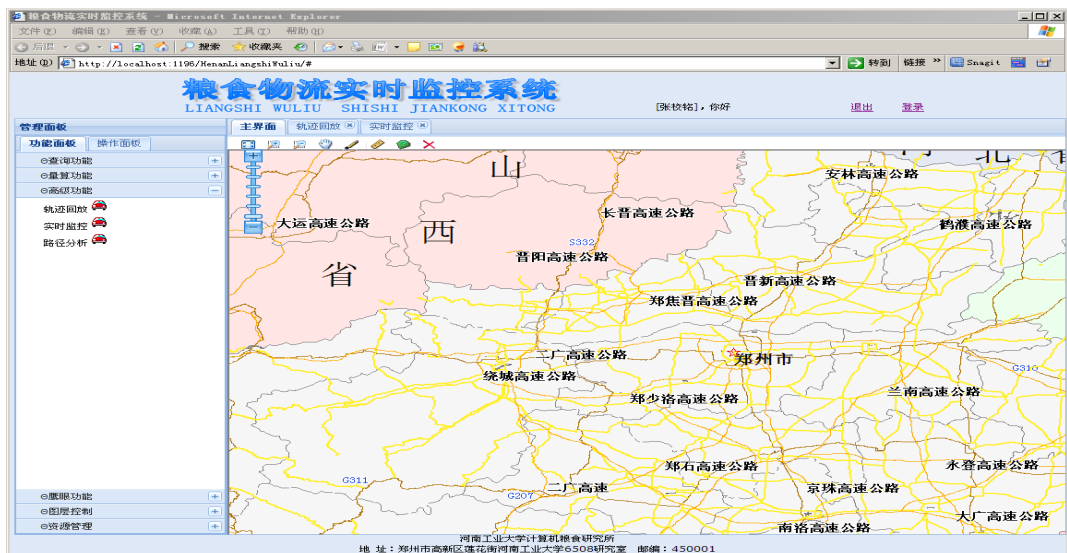 粮食物流实时监控系统 - Microsoft Internet Explorer
文件(F) 编辑(E) 查看(V) 收藏(A) 工具(T) 帮助(H)
后退 搜索 收藏夹
地址(D) http://localhost:1196/HenanLiangshiWuliu/# 转到 链接 » Snagit
粮食物流实时监控系统
LIANGSHI WULIU SHISHI JIANKONG XITONG
[张枝铭],你好 退出 登录
管理面板
主界面 轨迹回放 实时监控
功能面板 操作面板
查询功能
量算功能
高级功能
轨迹回放
实时监控
路径分析
鹰眼功能
图层控制
资源管理
山
北
安林高速公路
长晋高速公路
大运高速公路
西
鹤濮高速公路
S332
晋阳高速公路
省
晋新高速公路
郑焦晋高速公路
二广高速公路
郑州市
G310
绕城高速公路
兰南高速公路
郑少洛高速公路
郑石高速公路
永登高速公路
G311
二广高速
G207
京珠高速公路
大广高速公路
南洛高速公路
河南工业大学计算机粮食研究所
地 址:郑州市高新区莲花街河南工业大学6508研究室 邮编:450001